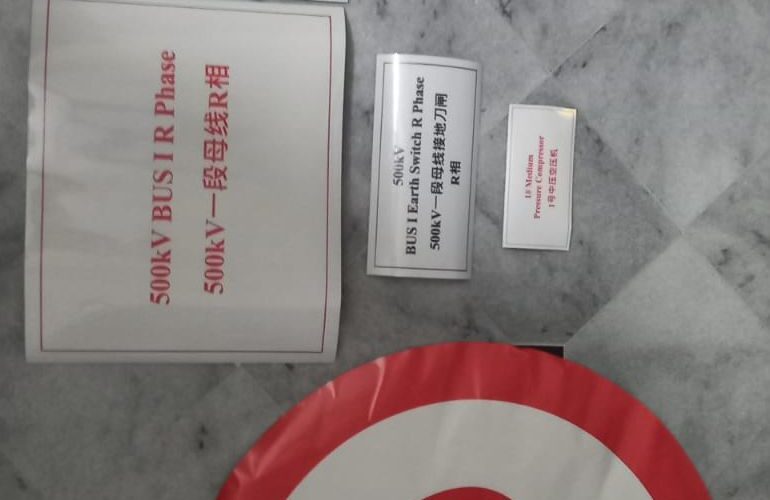 500kV BUS I R Phase
500kV一段母线R相
500kV
BUS I Earth Switch R Phase
500kV一段母线接地刀闸
R相
1# Medium
Pressure Compressor
1号中压空压机